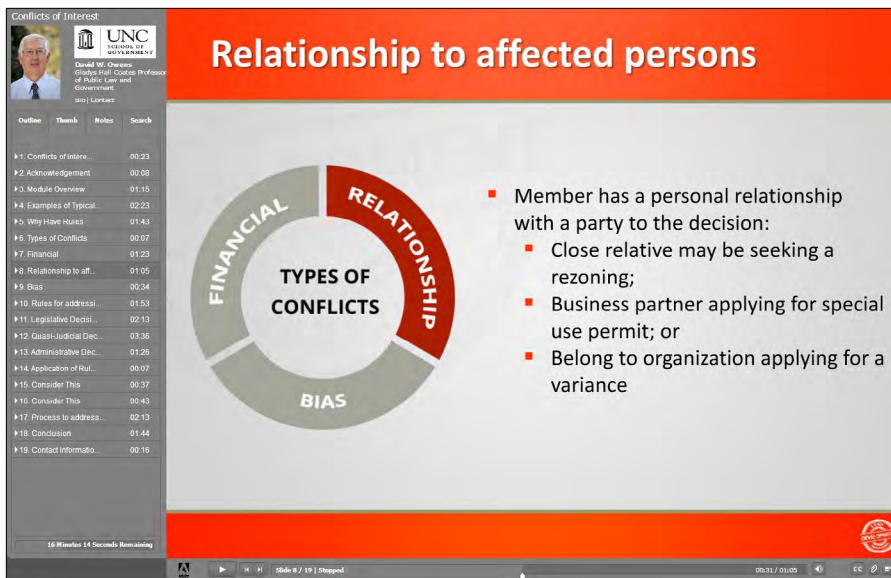 Conflicts of Interest
UNC
SCHOOL OF
GOVERNMENT
David W. Owens
Gladys Hall Coates Professor
of Public Law and
Government
Bio | Contact
Outline Thumb Notes Search
1. Conflicts of Intere... 00:23
2. Acknowledgement 00:08
3. Module Overview 01:15
4. Examples of Typical... 02:23
5. Why Have Rules 01:43
6. Types of Conflicts 00:07
7. Financial 01:23
8. Relationship to aff... 01:05
9. Bias 00:34
10. Rules for addressi... 01:53
11. Legislative Decisi... 02:13
12. Quasi-Judicial Dec... 03:36
13. Administrative Dec... 01:26
14. Application of Rul... 00:07
15. Consider This 00:37
16. Consider This 00:43
17. Process to address... 02:13
18. Conclusion 01:44
19. Contact Informatio... 00:16
16 Minutes 14 Seconds Remaining
Relationship to affected persons
FINANCIAL
RELATIONSHIP
TYPES OF
CONFLICTS
BIAS
Member has a personal relationship
with a party to the decision:
Close relative may be seeking a
rezoning;
Business partner applying for special
use permit; or
Belong to organization applying for a
variance
Slide 8 / 19 | Stopped
00:31 / 01:05
CC